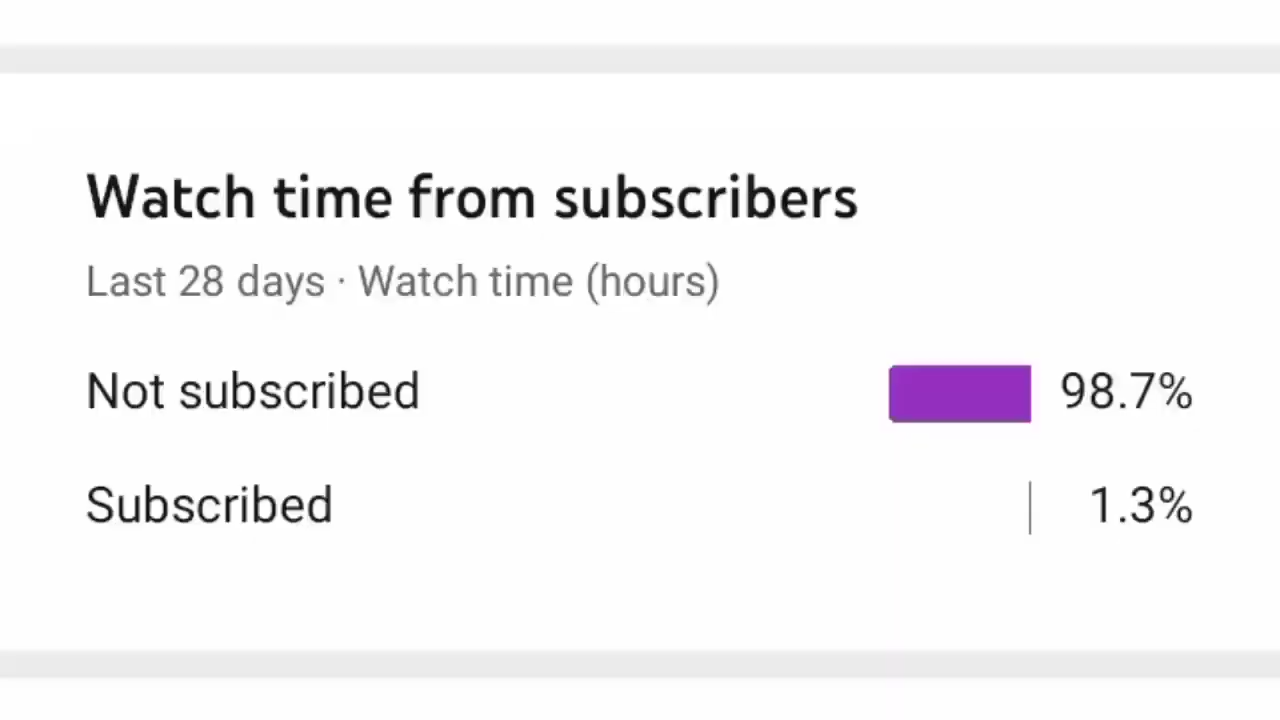 Watch time from subscribers
Last 28 days · Watch time (hours)
Not subscribed 98.7%
Subscribed 1.3%